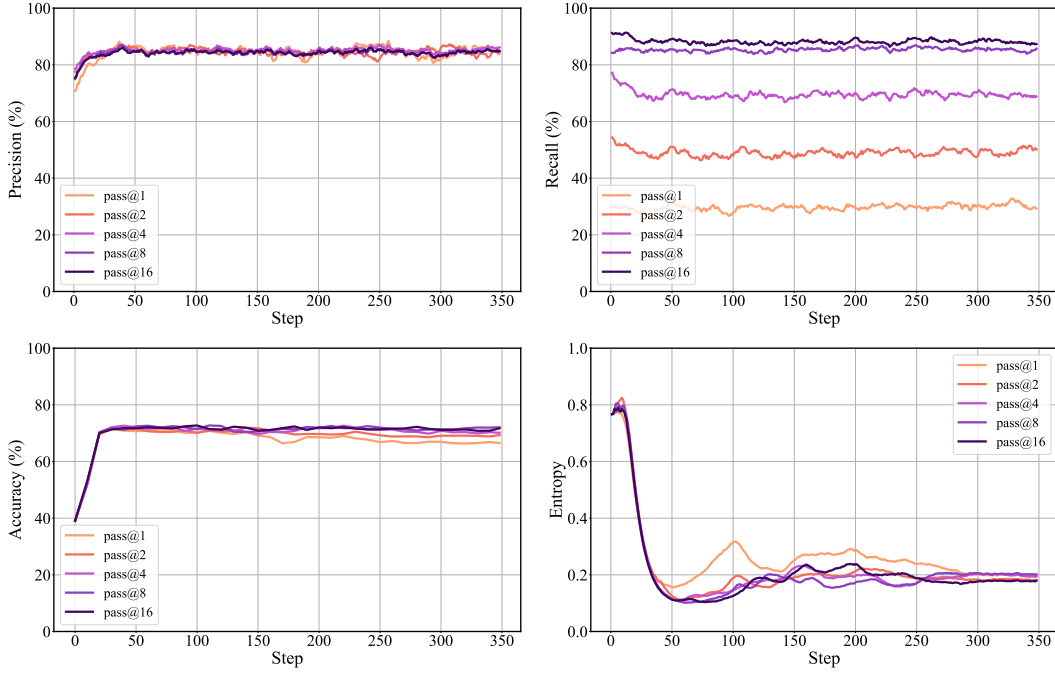 100
80
60
40
20
0
Precision (%)
pass@1
pass@2
pass@4
pass@8
pass@16
0 50 100 150 200 250 300 350
Step
100
80
60
40
20
0
Recall (%)
pass@1
pass@2
pass@4
pass@8
pass@16
0 50 100 150 200 250 300 350
Step
100
80
60
40
20
0
Accuracy (%)
pass@1
pass@2
pass@4
pass@8
pass@16
0 50 100 150 200 250 300 350
Step
1.0
0.8
0.6
0.4
0.2
0.0
Entropy
pass@1
pass@2
pass@4
pass@8
pass@16
0 50 100 150 200 250 300 350
Step